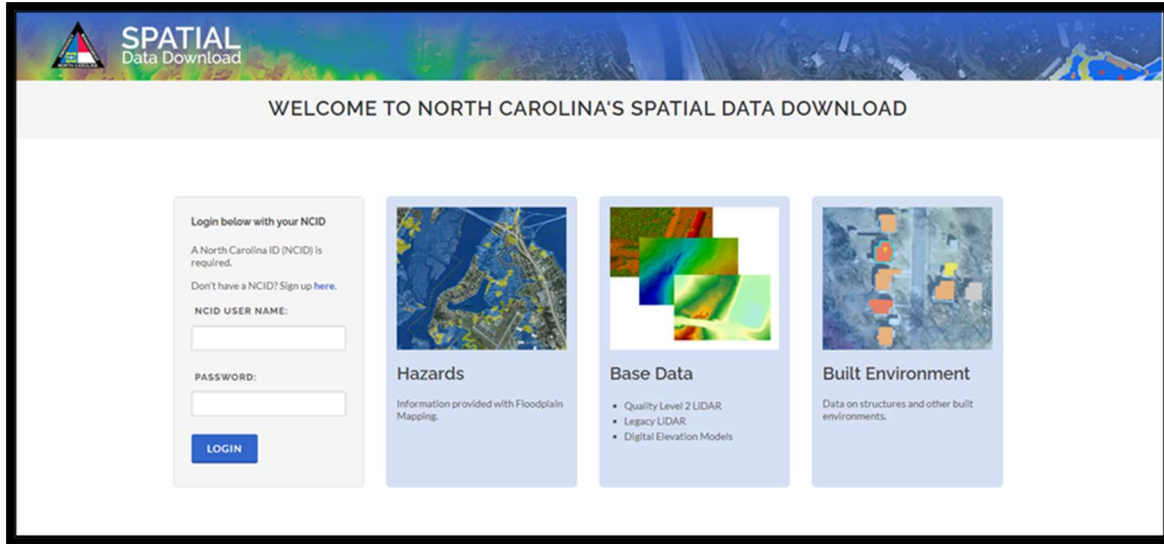 SPATIAL
Data Download
WELCOME TO NORTH CAROLINA'S SPATIAL DATA DOWNLOAD
Login below with your NCID
A North Carolina ID (NCID) is
required.
Don't have a NCID? Sign up here.
NCID USER NAME:
PASSWORD:
LOGIN
Hazards
Information provided with Floodplain
Mapping.
Base Data
• Quality Level 2 LiDAR
• Legacy LiDAR
• Digital Elevation Models
Built Environment
Data on structures and other built
environments.